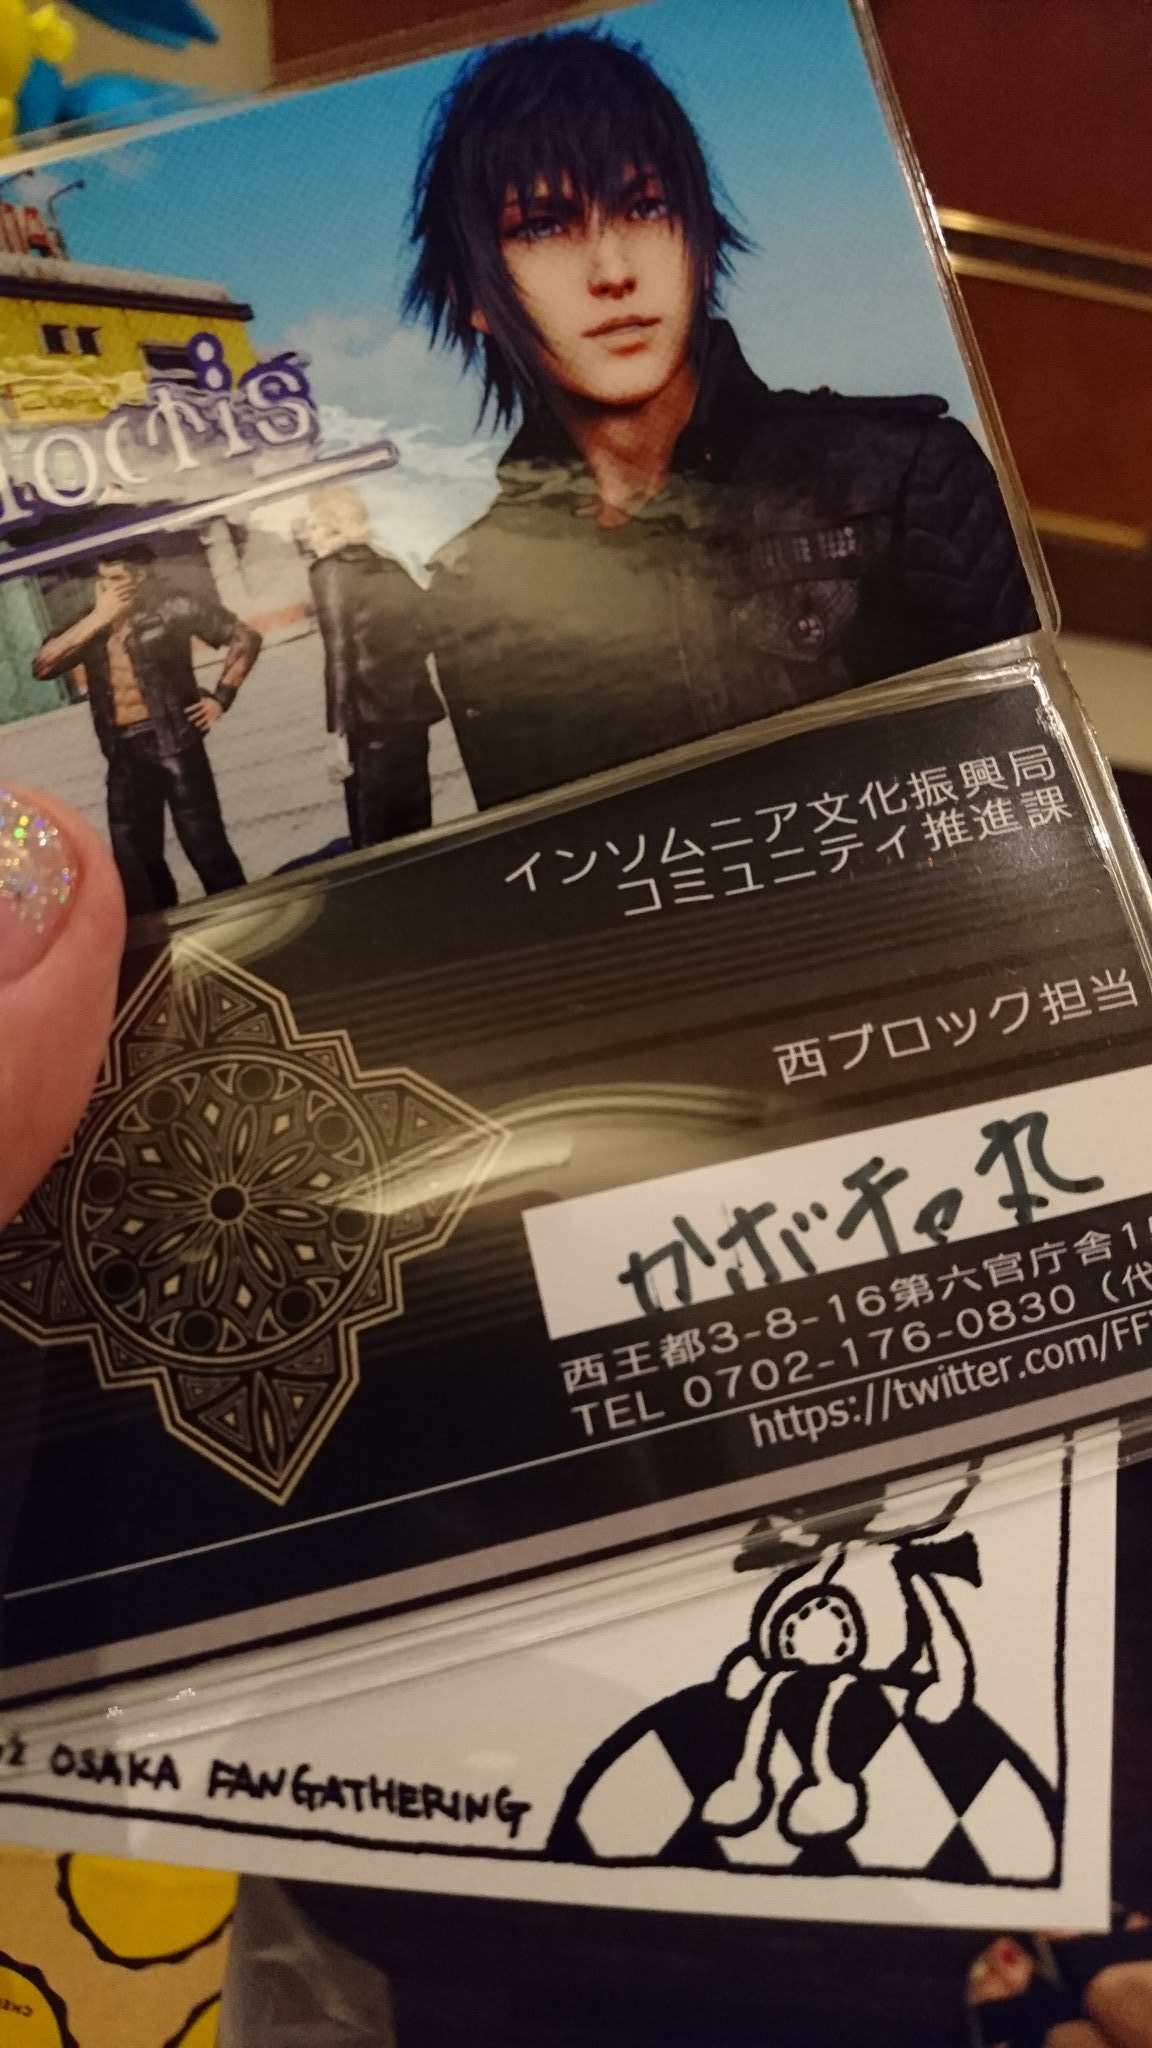 インソムニア文化振興局
コミュニティ推進課
西ブロック担当
かボチャ丸
西王都3-8-16第六官庁舎1
TEL 0702-176-0830（代
https://twitter.com/FF
OSAKA FANGATHERING